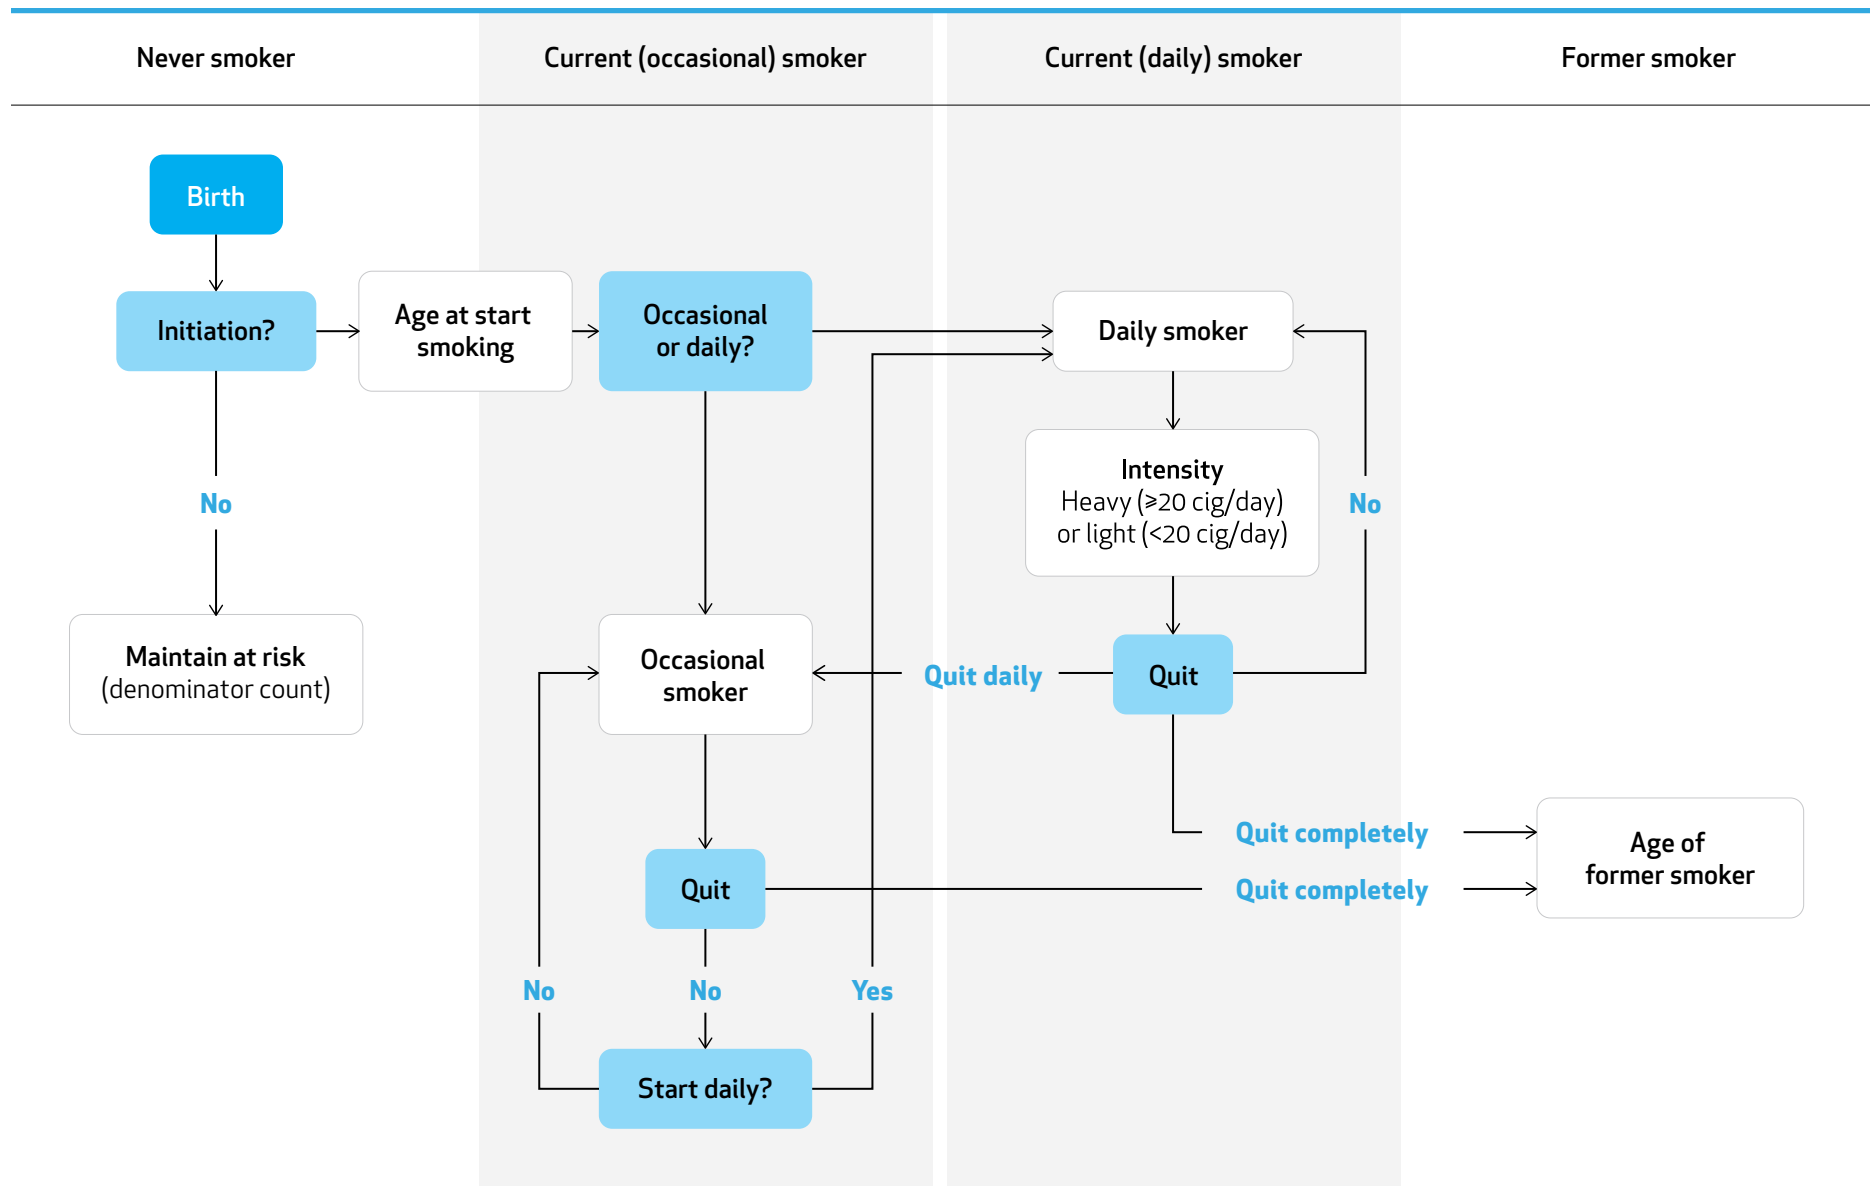 Never smoker
Current (occasional) smoker
Current (daily) smoker
Former smoker
Birth
Initiation?
Age at start
smoking
Occasional
or daily?
Daily smoker
Intensity
Heavy (≥20 cig/day)
or light (<20 cig/day)
No
No
Maintain at risk
(denominator count)
Occasional
smoker
Quit daily
Quit
Quit completely
Age of
former smoker
Quit
Quit completely
No
No
Yes
Start daily?